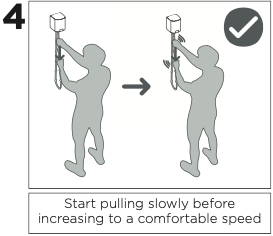 4
Start pulling slowly before
increasing to a comfortable speed